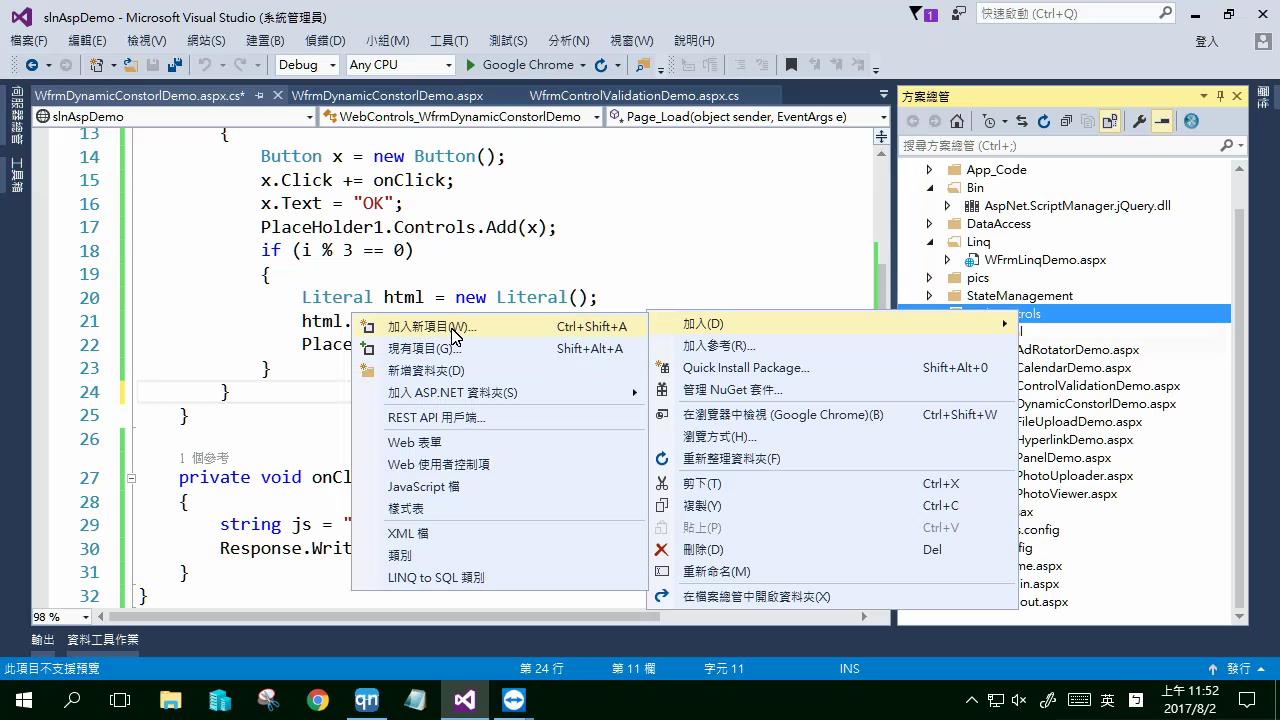 slnAspDemo - Microsoft Visual Studio (系統管理員)
1
快速啟動 (Ctrl+Q)
檔案(F) 編輯(E) 檢視(V) 網站(S) 建置(B) 偵錯(D) 小組(M) 工具(T) 測試(S) 分析(N) 視窗(W) 說明(H)
登入
Debug Any CPU Google Chrome
伺服器總管
工具箱
WfrmDynamicConstorlDemo.aspx.cs* WfrmDynamicConstorlDemo.aspx WfrmControlValidationDemo.aspx.cs
slnAspDemo WebControls_WfrmDynamicConstorlDemo Page_Load(object sender, EventArgs e)
13 {
14 Button x = new Button();
15 x.Click += onClick;
16 x.Text = "OK";
17 PlaceHolder1.Controls.Add(x);
18 if (i % 3 == 0)
19 {
20 Literal html = new Literal();
21 html.
22 Place
23 }
24 }
25 }
26
1 個參考
27 private void onCl
28 {
29 string js = "
30 Response.Writ
31 }
32 }
98 %
加入新項目(W)... Ctrl+Shift+A
現有項目(G)... Shift+Alt+A
新增資料夾(D)
加入 ASP.NET 資料夾(S)
REST API 用戶端...
Web 表單
Web 使用者控制項
JavaScript 檔
樣式表
XML 檔
類別
LINQ to SQL 類別
加入(D)
加入參考(R)...
Quick Install Package... Shift+Alt+0
管理 NuGet 套件...
在瀏覽器中檢視 (Google Chrome)(B) Ctrl+Shift+W
瀏覽方式(H)...
重新整理資料夾(F)
剪下(T) Ctrl+X
複製(Y) Ctrl+C
貼上(P) Ctrl+V
刪除(D) Del
重新命名(M)
在檔案總管中開啟資料夾(X)
方案總管
搜尋方案總管 (Ctrl+;)
App_Code
Bin
AspNet.ScriptManager.jQuery.dll
DataAccess
Linq
WFrmLinqDemo.aspx
pics
StateManagement
ols
l
AdRotatorDemo.aspx
CalendarDemo.aspx
ControlValidationDemo.aspx
DynamicConstorlDemo.aspx
FileUploadDemo.aspx
HyperlinkDemo.aspx
PanelDemo.aspx
PhotoUploader.aspx
PhotoViewer.aspx
sax
s.config
fig
in.aspx
out.aspx
屬性
輸出 資料工具作業
此項目不支援預覽 第 24 行 第 11 欄 字元 11 INS 發行
英
上午 11:52
2017/8/2